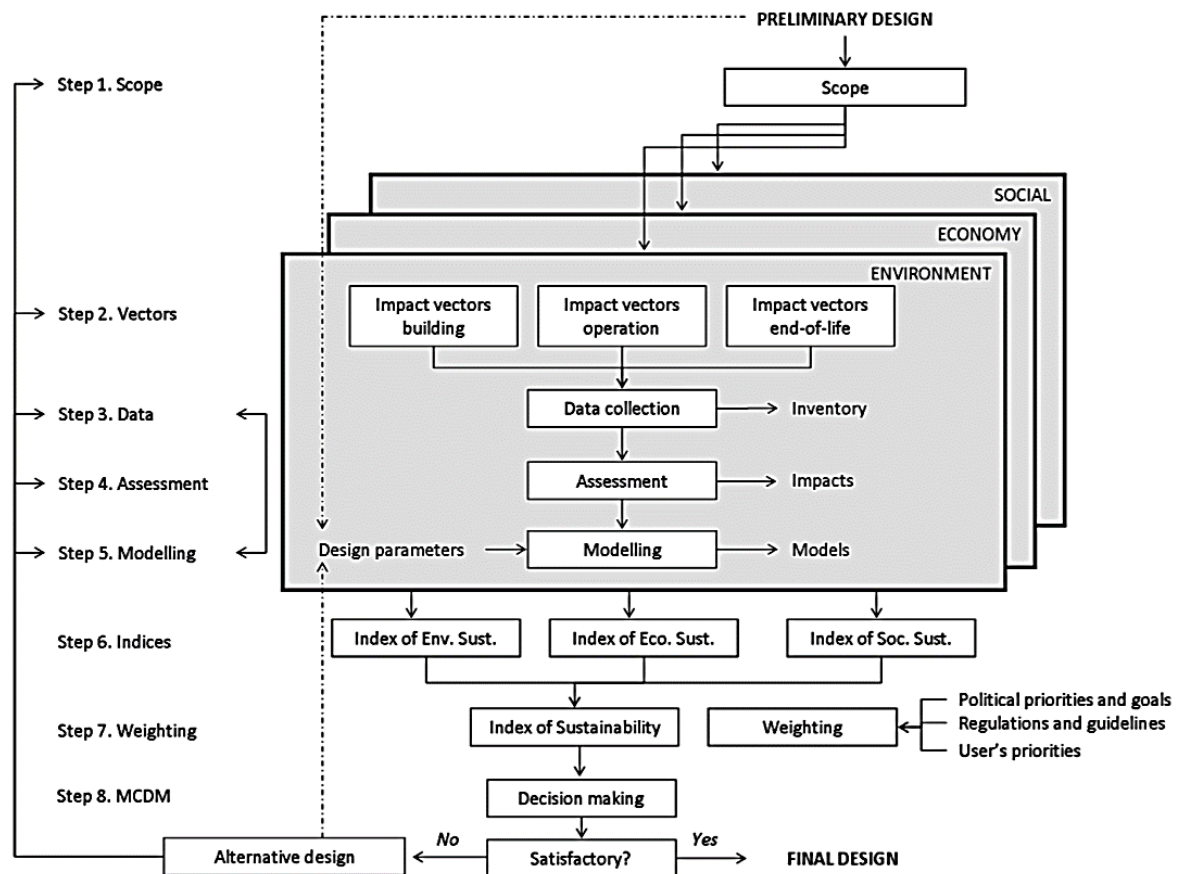 PRELIMINARY DESIGN
Step 1. Scope
Scope
SOCIAL
ECONOMY
ENVIRONMENT
Step 2. Vectors
Impact vectors
building
Impact vectors
operation
Impact vectors
end-of-life
Step 3. Data
Data collection
Inventory
Step 4. Assessment
Assessment
Impacts
Step 5. Modelling
Design parameters
Modelling
Models
Step 6. Indices
Index of Env. Sust.
Index of Eco. Sust.
Index of Soc. Sust.
Step 7. Weighting
Index of Sustainability
Weighting
Political priorities and goals
Regulations and guidelines
User's priorities
Step 8. MCDM
Decision making
Alternative design
No
Satisfactory?
Yes
FINAL DESIGN